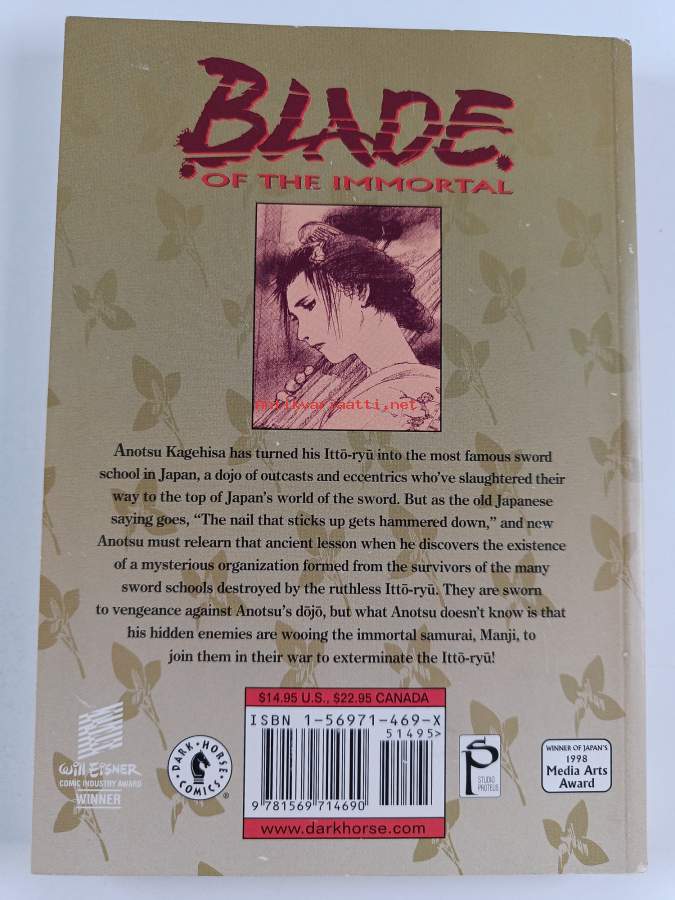 BLADE
OF THE IMMORTAL
antikvariaatti.net
Anotsu Kagehisa has turned his Ittō-ryū into the most famous sword
school in Japan, a dojo of outcasts and eccentrics who've slaughtered their
way to the top of Japan's world of the sword. But as the old Japanese
saying goes, “The nail that sticks up gets hammered down,” and now
Anotsu must relearn that ancient lesson when he discovers the existence
of a mysterious organization formed from the survivors of the many
sword schools destroyed by the ruthless Ittō-ryū. They are sworn
to vengeance against Anotsu's dōjō, but what Anotsu doesn't know is that
his hidden enemies are wooing the immortal samurai, Manji, to
join them in their war to exterminate the Ittō-ryū!
$14.95 U.S., $22.95 CANADA
ISBN 1-56971-469-X
51495>
9 781569 714690
www.darkhorse.com
Will EISNER
COMIC INDUSTRY AWARD
WINNER
DARK HORSE
COMICS
®
SP
STUDIO
PROTEUS
WINNER OF JAPAN'S
1998
Media Arts
Award